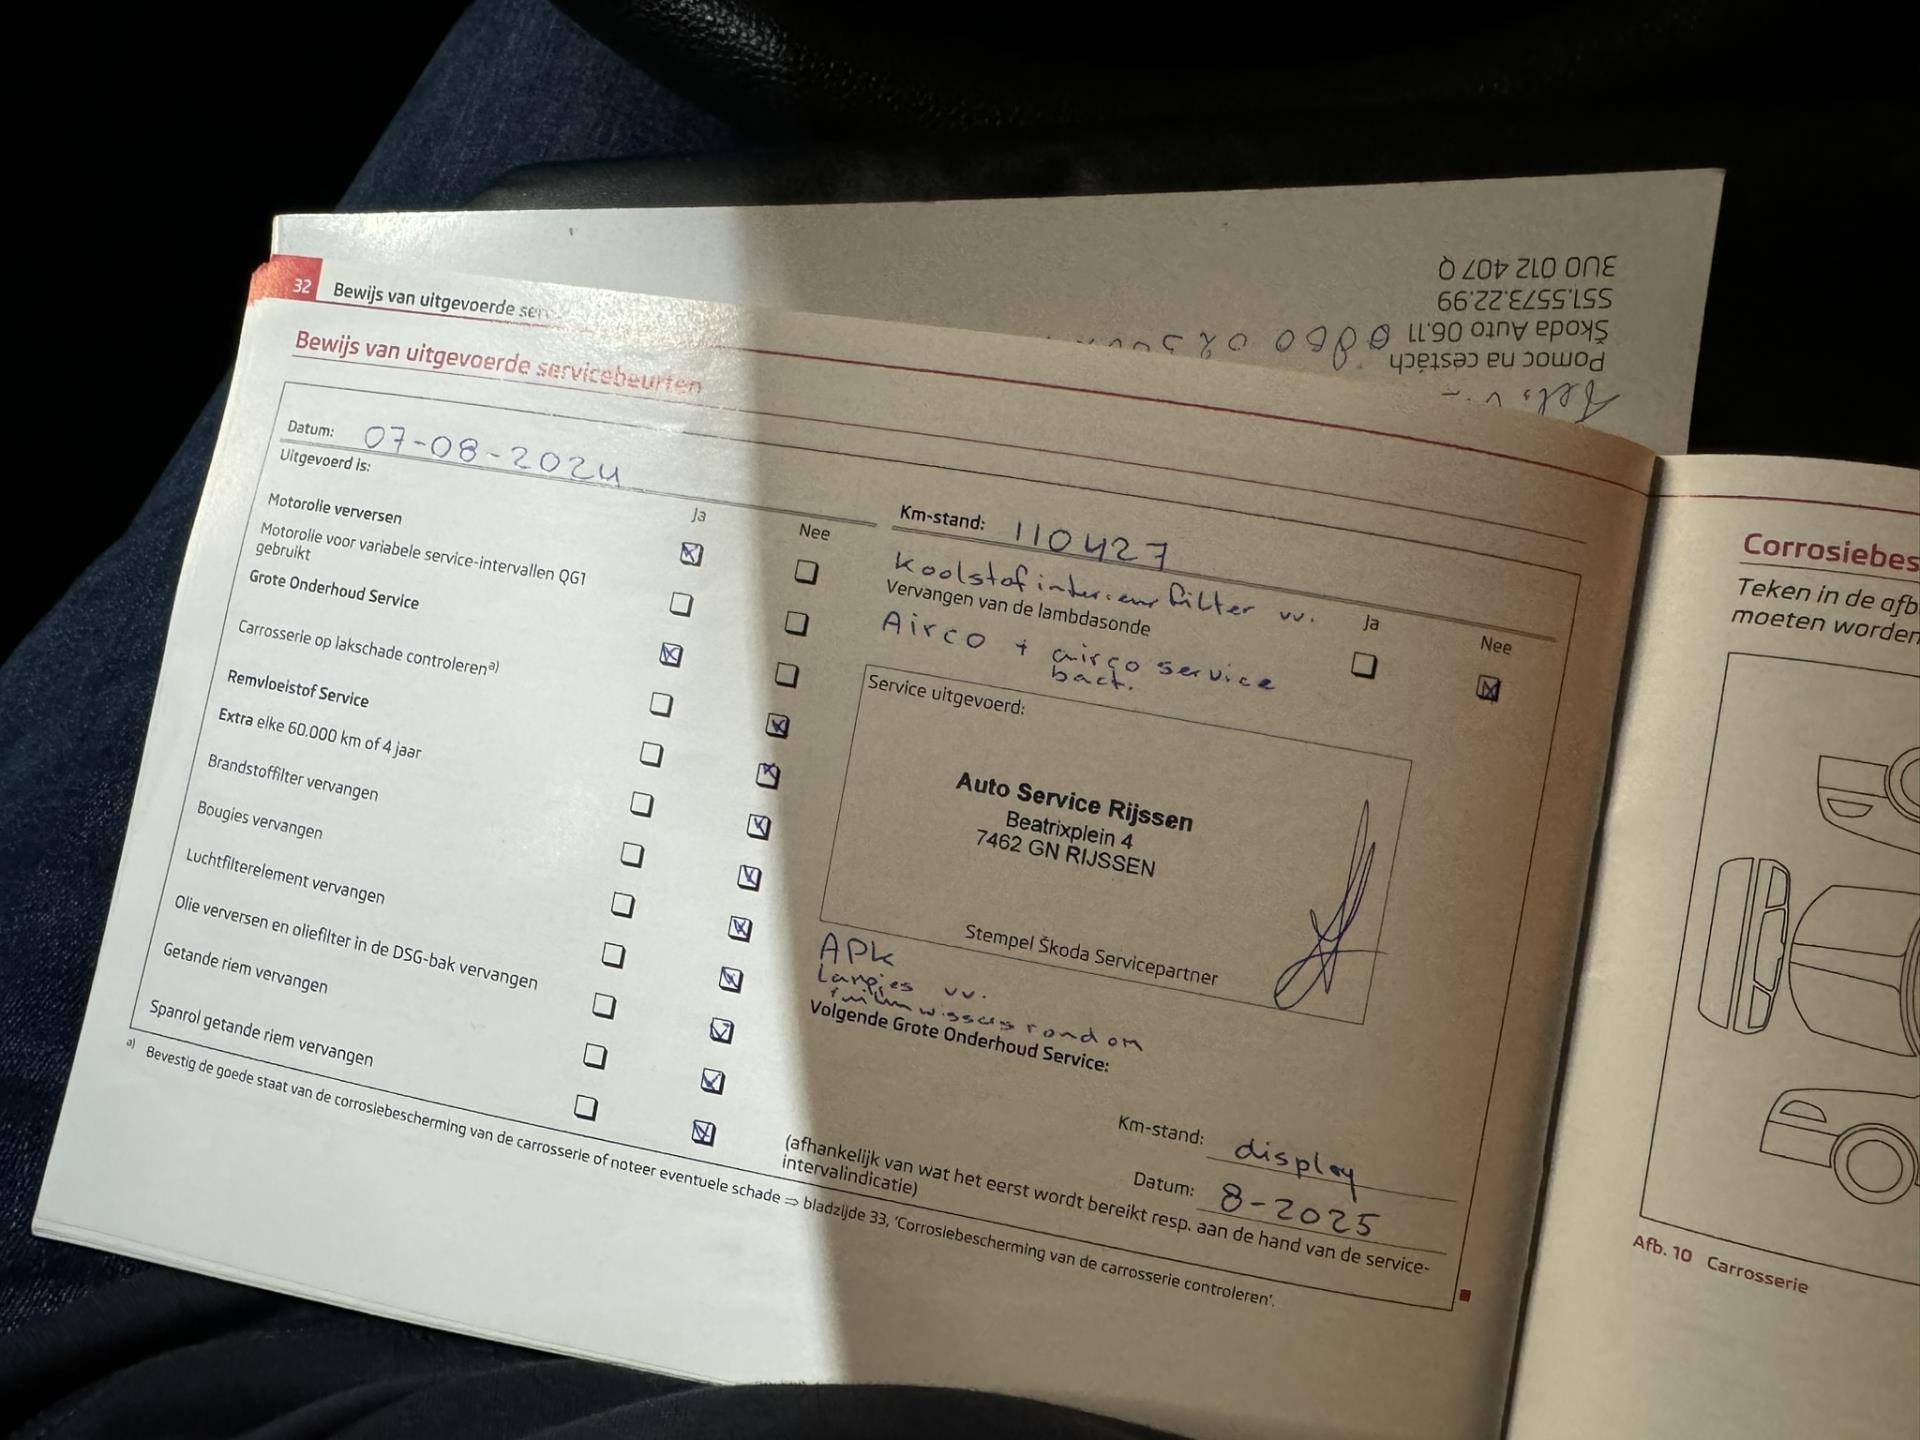 3U0 012 407 Q
S51.5573.22.99
Škoda Auto 06.11
Pomoc na cestách
32 Bewijs van uitgevoerde
Bewijs van uitgevoerde servicebeurten
Datum: 07-08-2024
Km-stand: 110427
Uitgevoerd is:
Ja Nee
Motorolie verversen
Motorolie voor variabele service-intervallen QG1
gebruikt
Grote Onderhoud Service
Carrosserie op lakschade controleren a)
Remvloeistof Service
Extra elke 60.000 km of 4 jaar
Brandstoffilter vervangen
Bougies vervangen
Luchtfilterelement vervangen
Olie verversen en oliefilter in de DSG-bak vervangen
Getande riem vervangen
Spanrol getande riem vervangen
Koolstof interieur filter vv.
Ja Nee
Vervangen van de lambdasonde
Airco + airco service
bact.
Service uitgevoerd:
Auto Service Rijssen
Beatrixplein 4
7462 GN RIJSSEN
Stempel Škoda Servicepartner
APK
Lampjes vv.
wissers rondom
Volgende Grote Onderhoud Service:
Km-stand: display
Datum: 8-2025
(afhankelijk van wat het eerst wordt bereikt resp. aan de hand van de service-
intervalindicatie)
a) Bevestig de goede staat van de corrosiebescherming van de carrosserie of noteer eventuele schade ⇒ bladzijde 33, 'Corrosiebescherming van de carrosserie controleren'.
Corrosiebes
Teken in de afb
moeten worden
Afb. 10 Carrosserie